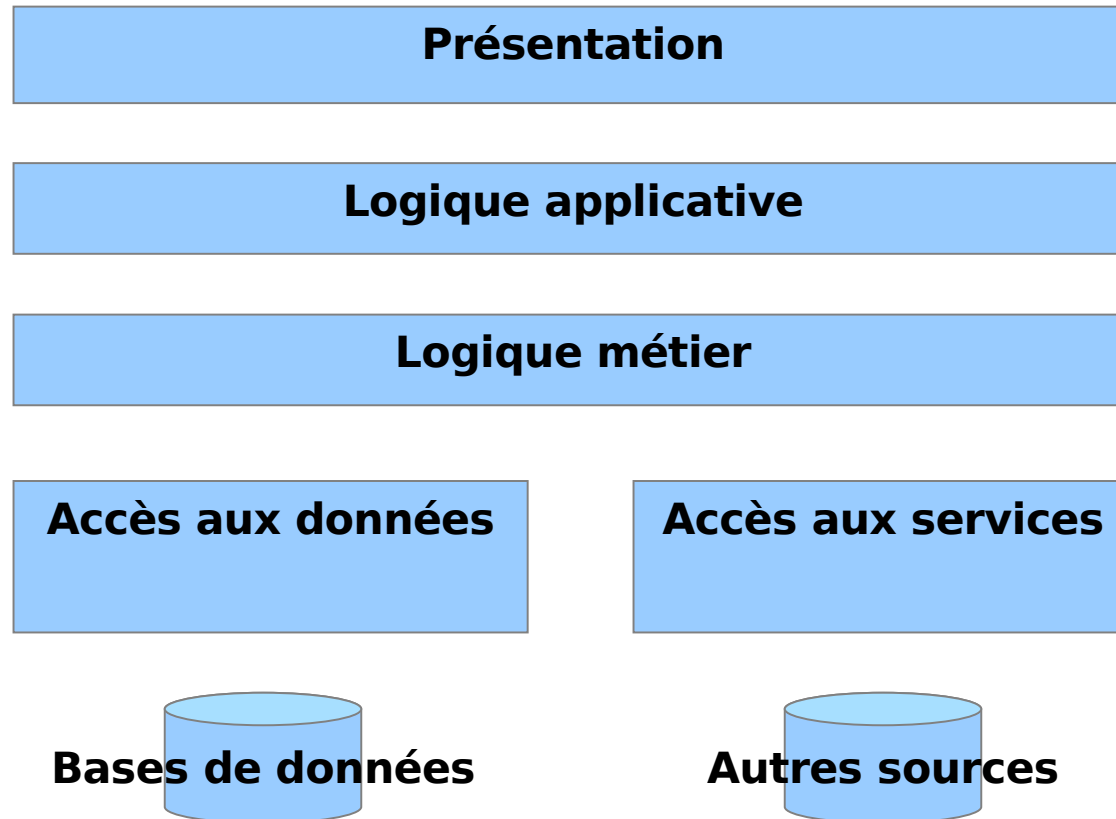 Présentation
Logique applicative
Logique métier
Accès aux données
Accès aux services
Bases de données
Autres sources